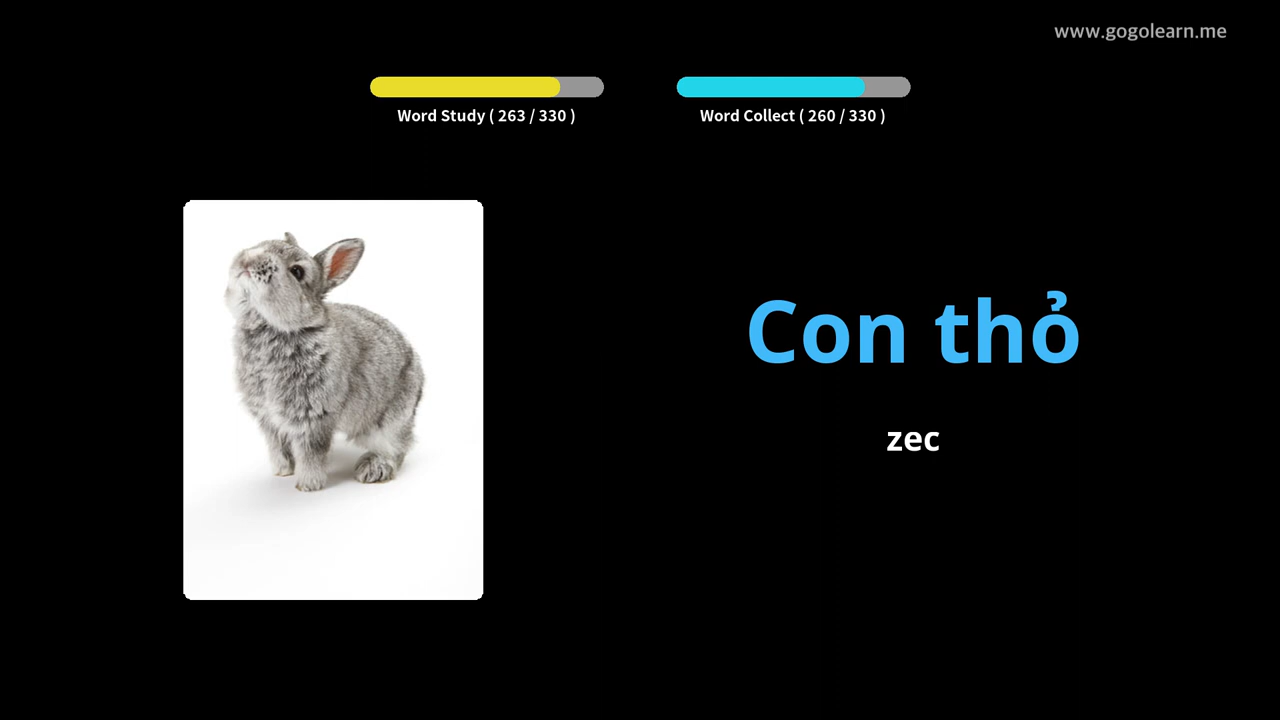 www.gogolearn.me
Word Study ( 263 / 330 )
Word Collect ( 260 / 330 )
Con thỏ
zec